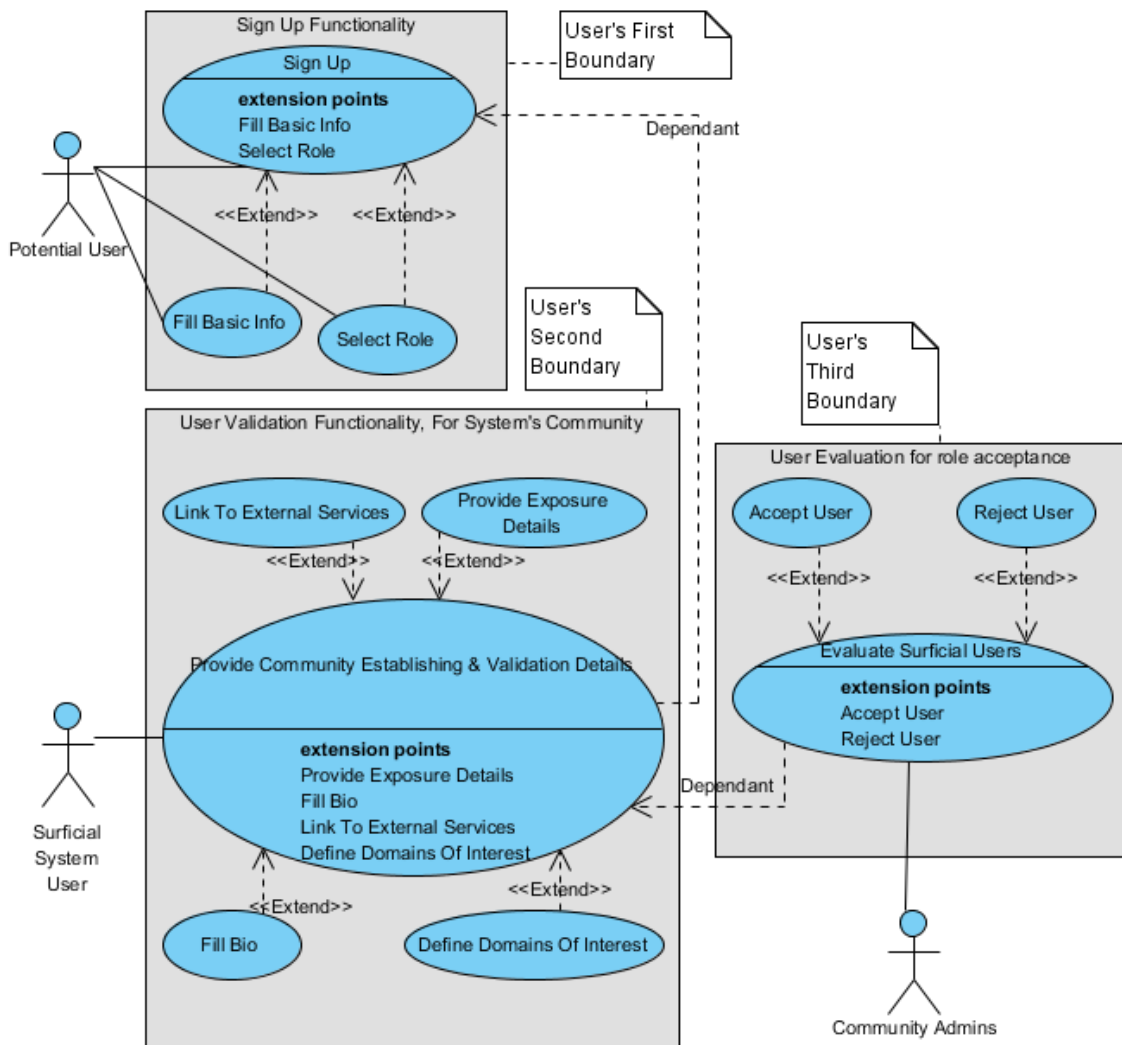 Sign Up Functionality
User's First
Boundary
Sign Up
extension points
Fill Basic Info
Select Role
Dependant
<<Extend>>
<<Extend>>
Potential User
Fill Basic Info
Select Role
User's
Second
Boundary
User's
Third
Boundary
User Validation Functionality, For System's Community
User Evaluation for role acceptance
Link To External Services
Provide Exposure
Details
Accept User
Reject User
<<Extend>>
<<Extend>>
<<Extend>>
<<Extend>>
Provide Community Establishing & Validation Details
Evaluate Surficial Users
extension points
Accept User
Reject User
extension points
Provide Exposure Details
Fill Bio
Link To External Services
Define Domains Of Interest
Dependant
Surficial
System
User
<<Extend>>
<<Extend>>
Fill Bio
Define Domains Of Interest
Community Admins